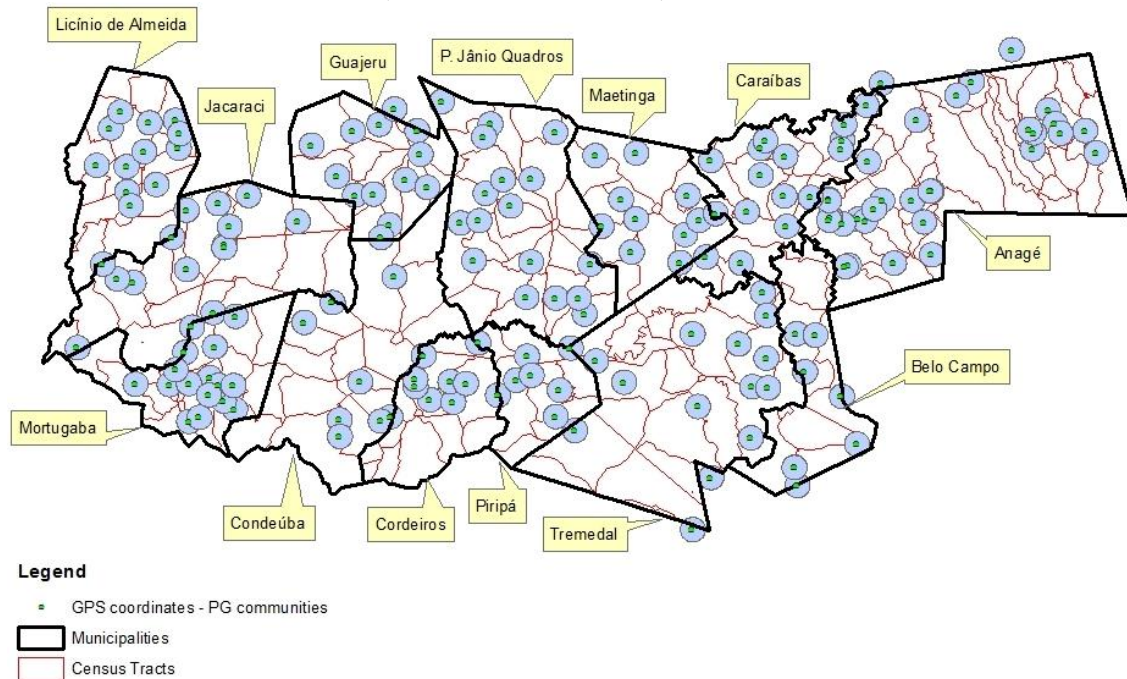 Licínio de Almeida
Jacaraci
Guajeru
P. Jânio Quadros
Maetinga
Caraíbas
Anagé
Belo Campo
Mortugaba
Condeúba
Cordeiros
Piripá
Tremedal
Legend
GPS coordinates - PG communities
Municipalities
Census Tracts